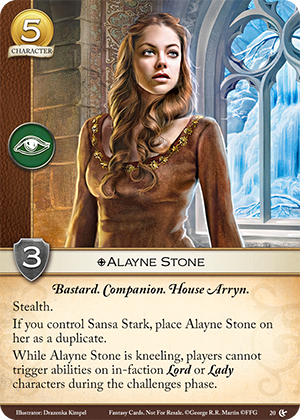 5
CHARACTER
3
Alayne Stone
Bastard. Companion. House Arryn.
Stealth.
If you control Sansa Stark, place Alayne Stone on
her as a duplicate.
While Alayne Stone is kneeling, players cannot
trigger abilities on in-faction Lord or Lady
characters during the challenges phase.
Illustrator: Drazenka Kimpel Fantasy Cards. Not For Resale. ©George R. R. Martin ©FFG 20